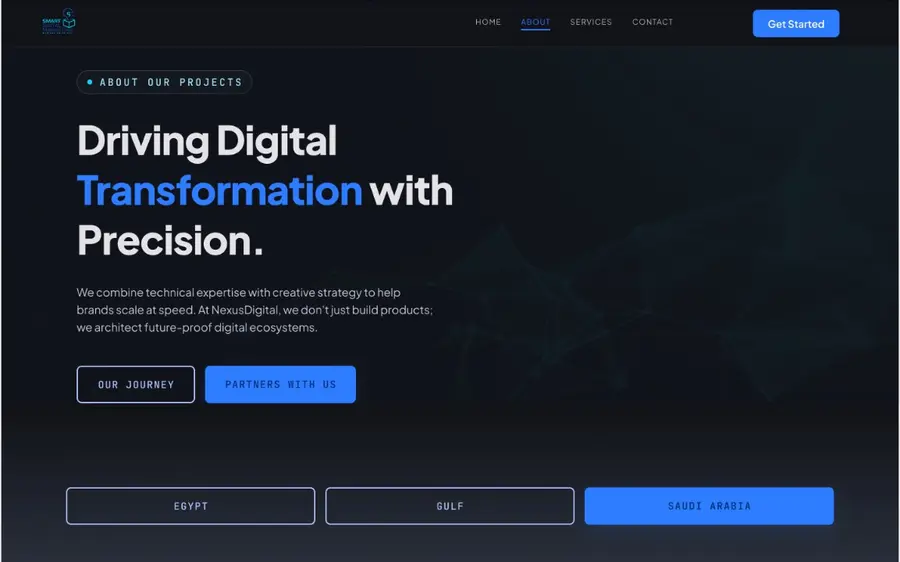 SMART
HOME
ABOUT
SERVICES
CONTACT
Get Started
ABOUT OUR PROJECTS
Driving Digital
Transformation with
Precision.
We combine technical expertise with creative strategy to help
brands scale at speed. At NexusDigital, we don't just build products;
we architect future-proof digital ecosystems.
OUR JOURNEY
PARTNERS WITH US
EGYPT
GULF
SAUDI ARABIA